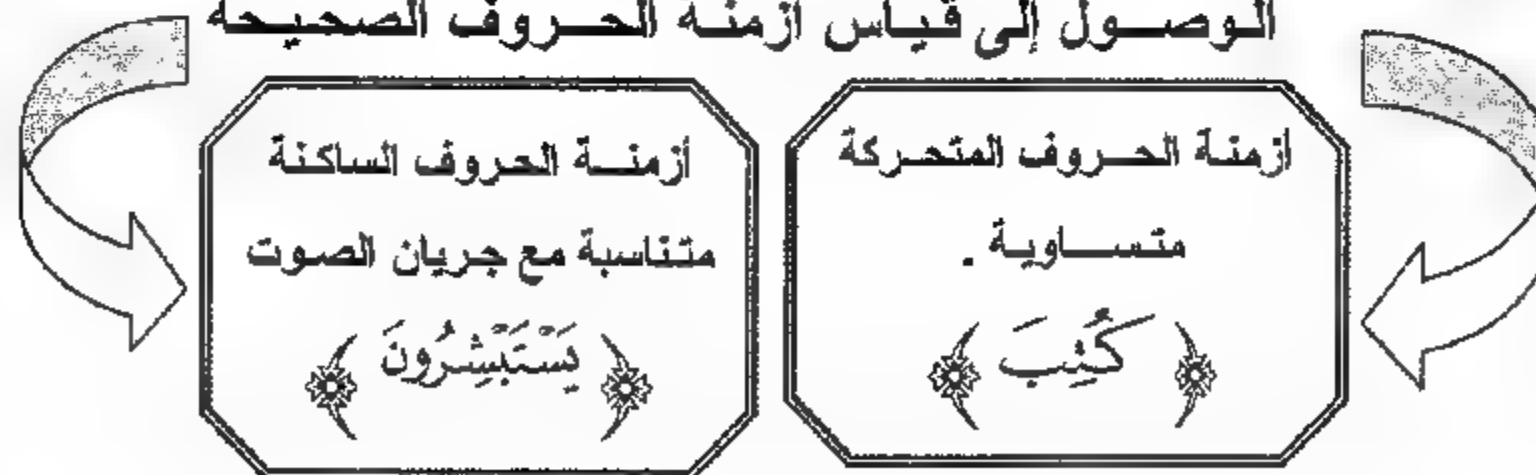 الوصول إلى قياس أزمنة الحروف الصحيحة
أزمنة الحروف المتحركة
متساوية .
﴿ كُتِبَ ﴾
أزمنة الحروف الساكنة
متناسبة مع جريان الصوت
﴿ يَسْتَبْشِرُونَ ﴾